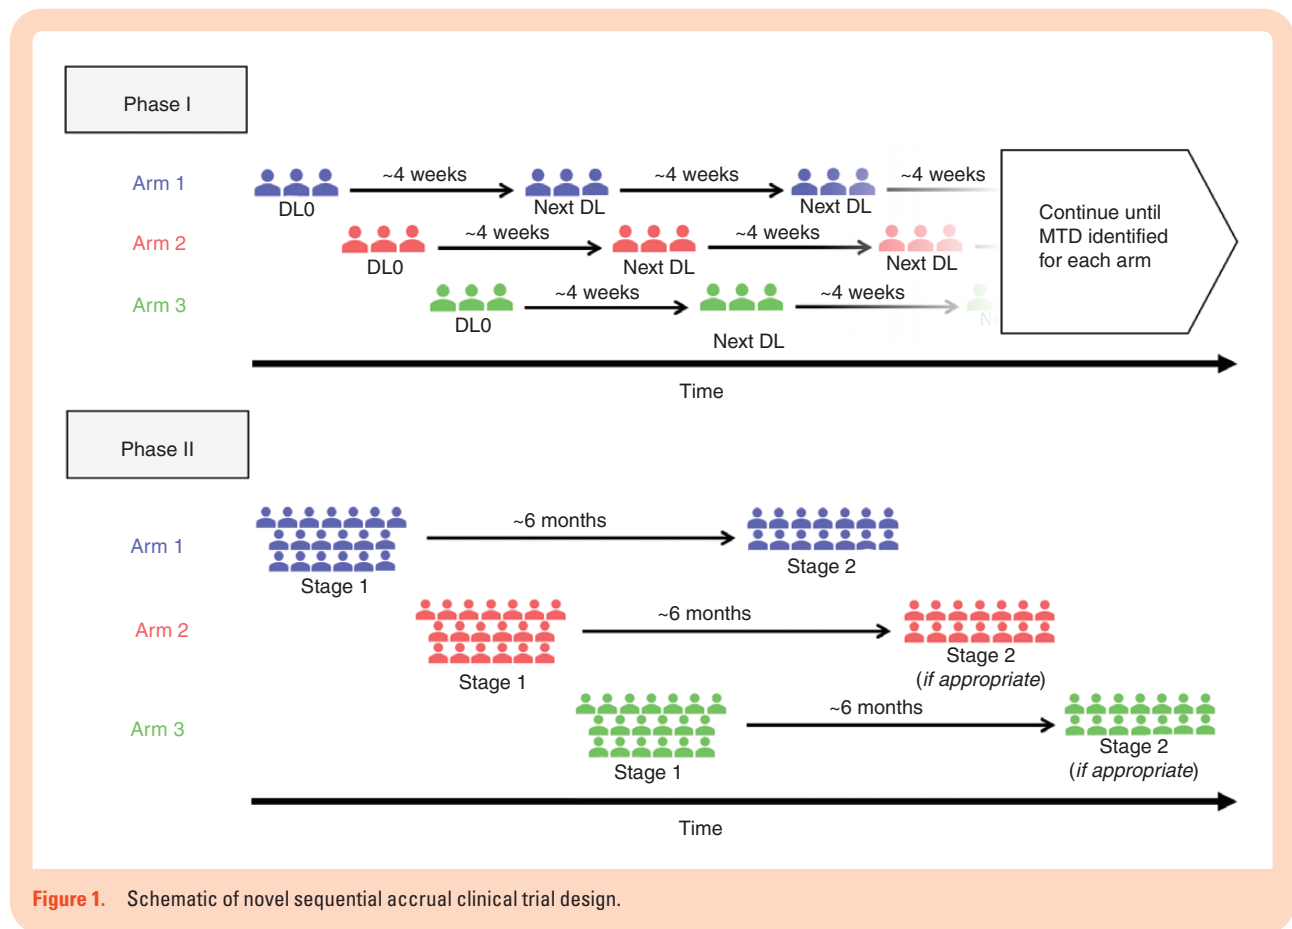 Phase I
Arm 1
~4 weeks
~4 weeks
~4 weeks
DL0
Next DL
Next DL
Arm 2
~4 weeks
~4 weeks
DL0
Next DL
Next DL
Arm 3
~4 weeks
~4 weeks
DL0
Next DL
Continue until
MTD identified
for each arm
Time
Phase II
Arm 1
~6 months
Stage 1
Stage 2
Arm 2
~6 months
Stage 1
Stage 2
(if appropriate)
Arm 3
~6 months
Stage 1
Stage 2
(if appropriate)
Time
Figure 1. Schematic of novel sequential accrual clinical trial design.